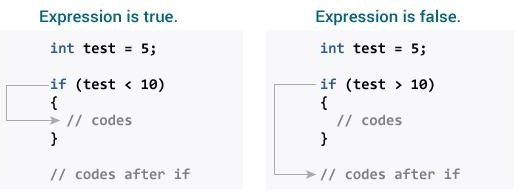 Expression is true.
int test = 5;
if (test < 10)
{
// codes
}
// codes after if
Expression is false.
int test = 5;
if (test > 10)
{
// codes
}
// codes after if